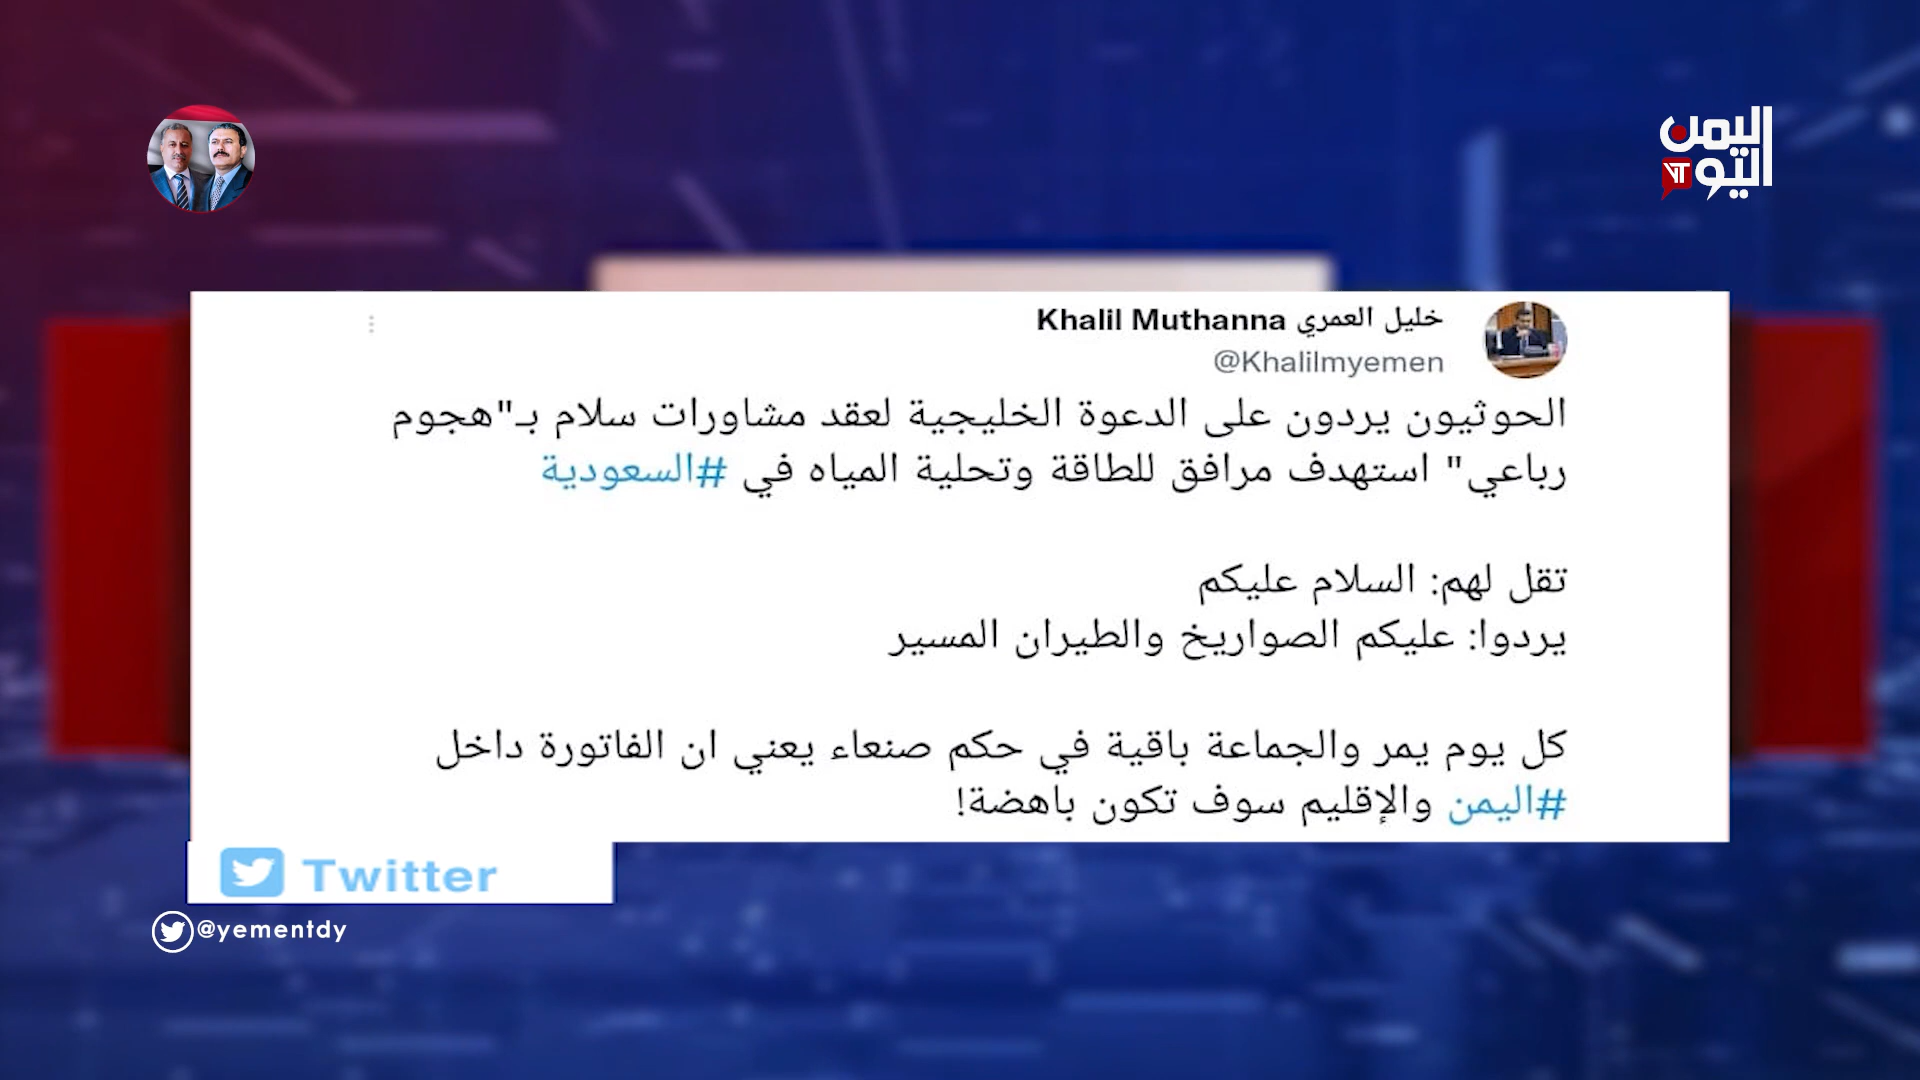 اليمن
اليوم
YT
خليل العمري Khalil Muthanna
@Khalilmyemen
الحوثيون يردون على الدعوة الخليجية لعقد مشاورات سلام بـ"هجوم
رباعي" استهدف مرافق للطاقة وتحلية المياه في #السعودية
تقل لهم: السلام عليكم
يردوا: عليكم الصواريخ والطيران المسير
كل يوم يمر والجماعة باقية في حكم صنعاء يعني ان الفاتورة داخل
#اليمن والإقليم سوف تكون باهضة!
Twitter
@yementdy